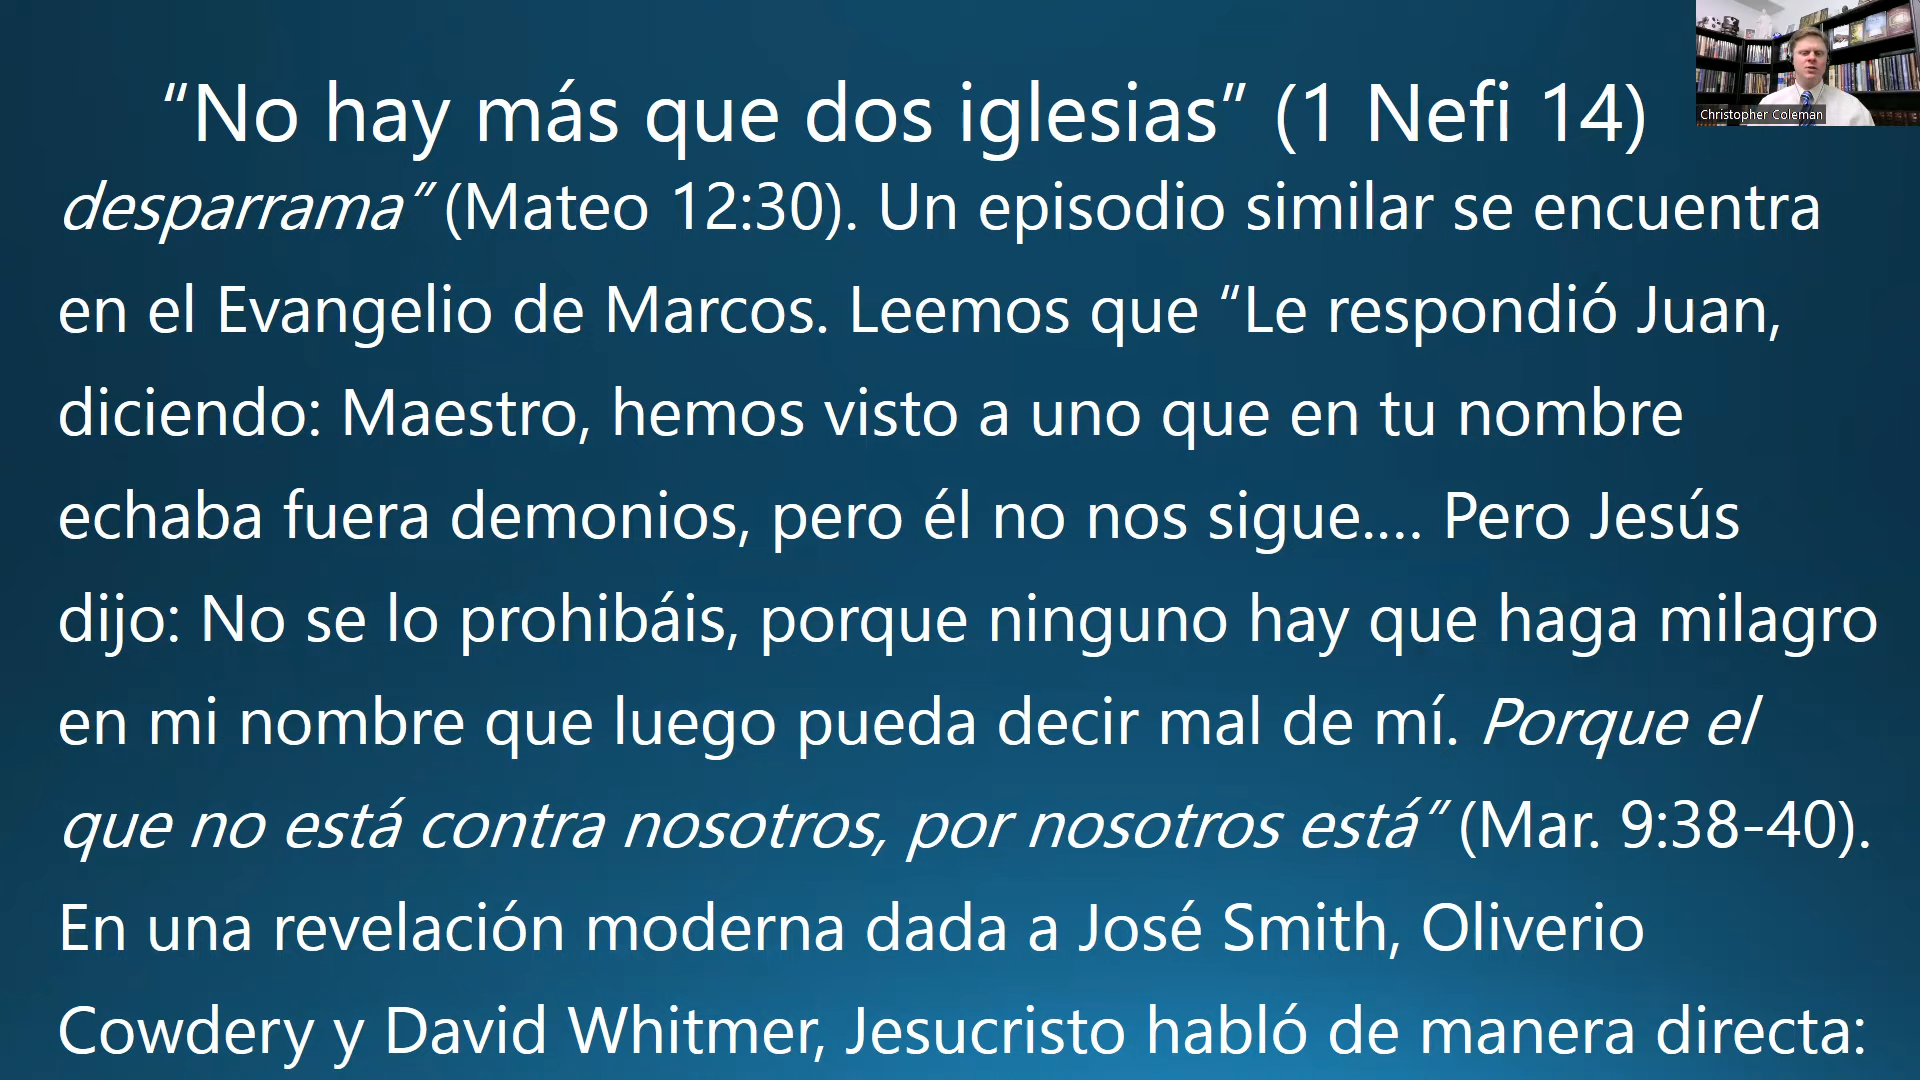 “No hay más que dos iglesias” (1 Nefi 14)
Christopher Coleman
desparrama” (Mateo 12:30). Un episodio similar se encuentra
en el Evangelio de Marcos. Leemos que “Le respondió Juan,
diciendo: Maestro, hemos visto a uno que en tu nombre
echaba fuera demonios, pero él no nos sigue.… Pero Jesús
dijo: No se lo prohibáis, porque ninguno hay que haga milagro
en mi nombre que luego pueda decir mal de mí. Porque el
que no está contra nosotros, por nosotros está” (Mar. 9:38-40).
En una revelación moderna dada a José Smith, Oliverio
Cowdery y David Whitmer, Jesucristo habló de manera directa: